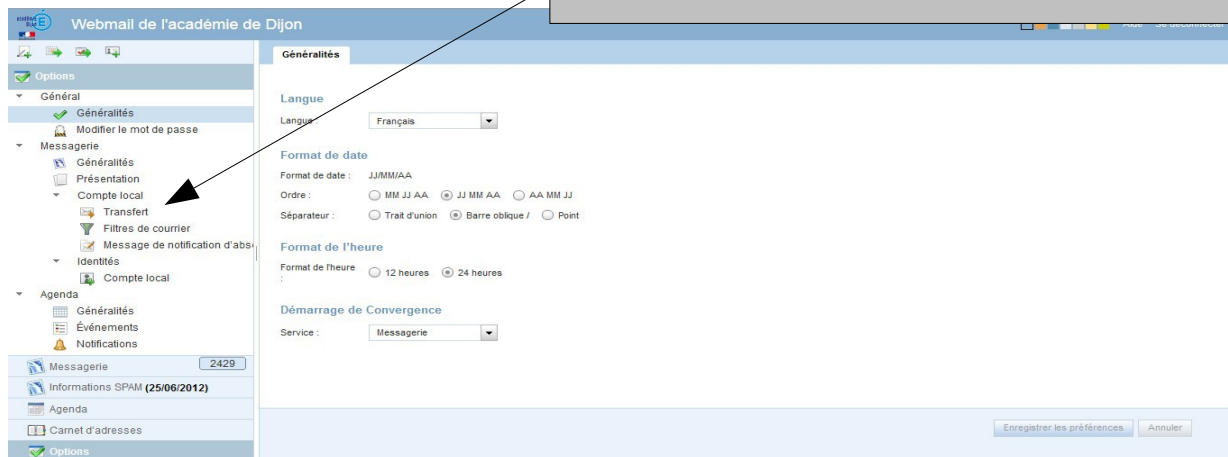 Webmail de l'académie de Dijon
Aide Se déconnecter
Options
Général
Généralités
Modifier le mot de passe
Messagerie
Généralités
Présentation
Compte local
Transfert
Filtres de courrier
Message de notification d'abs
Identités
Compte local
Agenda
Généralités
Événements
Notifications
Messagerie 2429
Informations SPAM (25/06/2012)
Agenda
Carnet d'adresses
Options
Généralités
Langue
Langue : Français
Format de date
Format de date : JJ/MM/AA
Ordre : MM JJ AA JJ MM AA AA MM JJ
Séparateur : Trait d'union Barre oblique / Point
Format de l'heure
Format de l'heure
: 12 heures 24 heures
Démarrage de Convergence
Service : Messagerie
Enregistrer les préférences Annuler